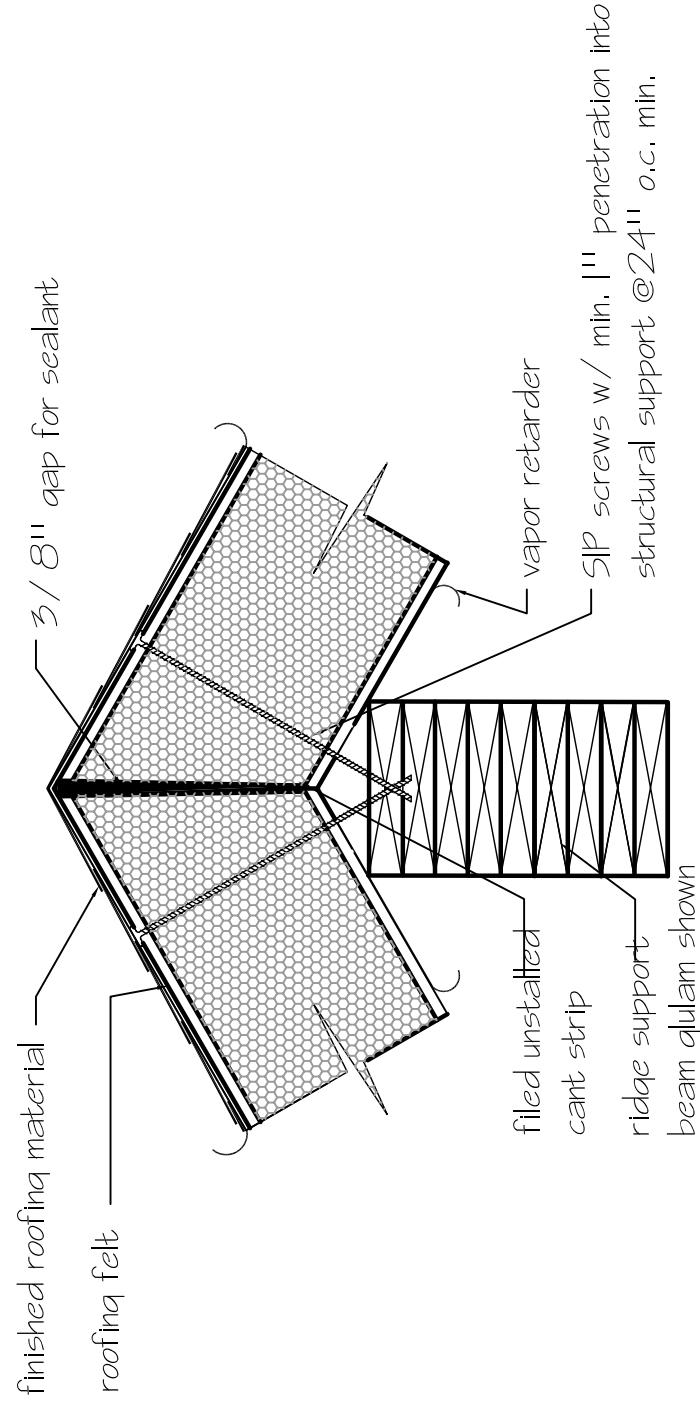 finished roofing material
roofing felt
3/8" gap for sealant
vapor retarder
SIP screws w/ min. 1" penetration into
structural support @24" o.c. min.
filed unstalled
cant strip
ridge support
beam glulam shown